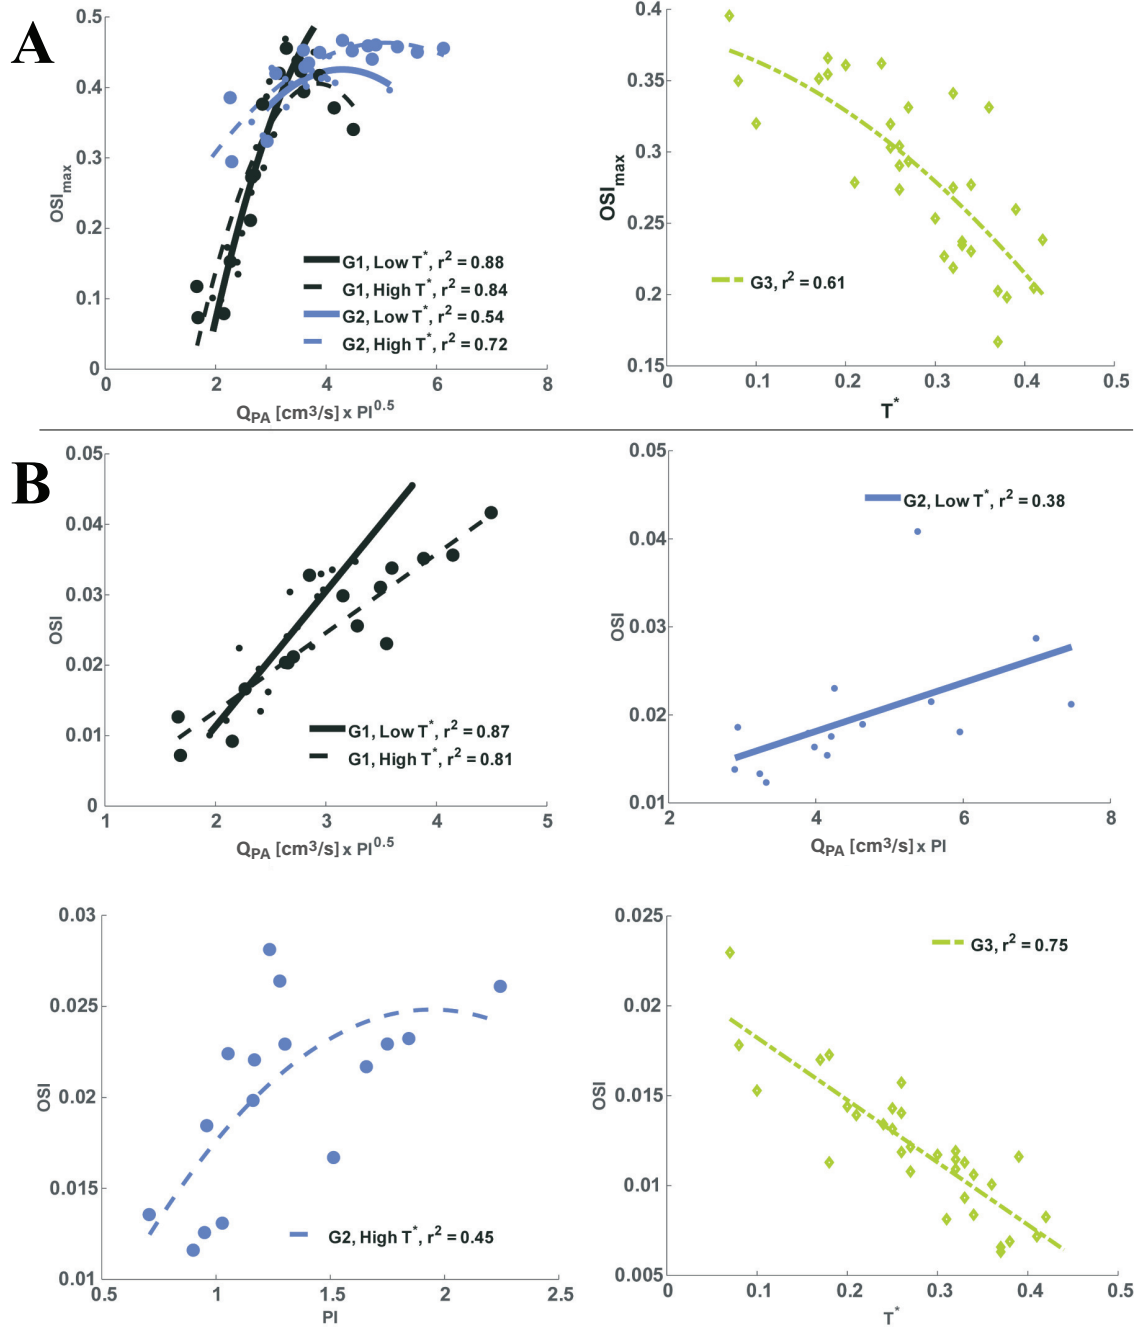 A
0.5
0.4
0.3
0.2
0.1
0
OSImax
G1, Low T*, r2 = 0.88
G1, High T*, r2 = 0.84
G2, Low T*, r2 = 0.54
G2, High T*, r2 = 0.72
0 2 4 6 8
QPA [cm3/s] x PI0.5
0.4
0.35
0.3
0.25
0.2
0.15
OSImax
G3, r2 = 0.61
0 0.1 0.2 0.3 0.4 0.5
T*
B
0.05
0.04
0.03
0.02
0.01
0
OSI
G1, Low T*, r2 = 0.87
G1, High T*, r2 = 0.81
1 2 3 4 5
QPA [cm3/s] x PI0.5
0.05
0.04
0.03
0.02
0.01
OSI
G2, Low T*, r2 = 0.38
2 4 6 8
QPA [cm3/s] x PI
0.03
0.025
0.02
0.015
0.01
OSI
G2, High T*, r2 = 0.45
0.5 1 1.5 2 2.5
PI
0.025
0.02
0.015
0.01
0.005
OSI
G3, r2 = 0.75
0 0.1 0.2 0.3 0.4 0.5
T*